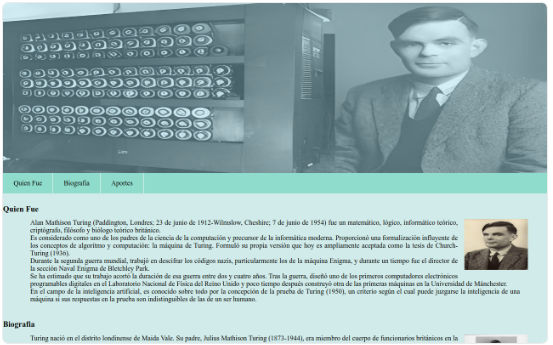 Quien Fue
Biografia
Aportes
Quien Fue
Alan Mathison Turing (Paddington, Londres; 23 de junio de 1912-Wilmslow, Cheshire; 7 de junio de 1954) fue un matemático, lógico, informático teórico,
criptógrafo, filósofo y biólogo teórico británico.
Es considerado como uno de los padres de la ciencia de la computación y precursor de la informática moderna. Proporcionó una formalización influyente de
los conceptos de algoritmo y computación: la máquina de Turing. Formuló su propia versión que hoy es ampliamente aceptada como la tesis de Church-
Turing (1936).
Durante la segunda guerra mundial, trabajó en descifrar los códigos nazis, particularmente los de la máquina Enigma, y durante un tiempo fue el director de
la sección Naval Enigma de Bletchley Park.
Se ha estimado que su trabajo acortó la duración de esa guerra entre dos y cuatro años. Tras la guerra, diseñó uno de los primeros computadores electrónicos
programables digitales en el Laboratorio Nacional de Física del Reino Unido y poco tiempo después construyó otra de las primeras máquinas en la Universidad de Mánchester.
En el campo de la inteligencia artificial, es conocido sobre todo por la concepción de la prueba de Turing (1950), un criterio según el cual puede juzgarse la inteligencia de una
máquina si sus respuestas en la prueba son indistinguibles de las de un ser humano.
Biografia
Turing nació en el distrito londinense de Maida Vale. Su padre, Julius Mathison Turing (1873-1944), era miembro del cuerpo de funcionarios británicos en la